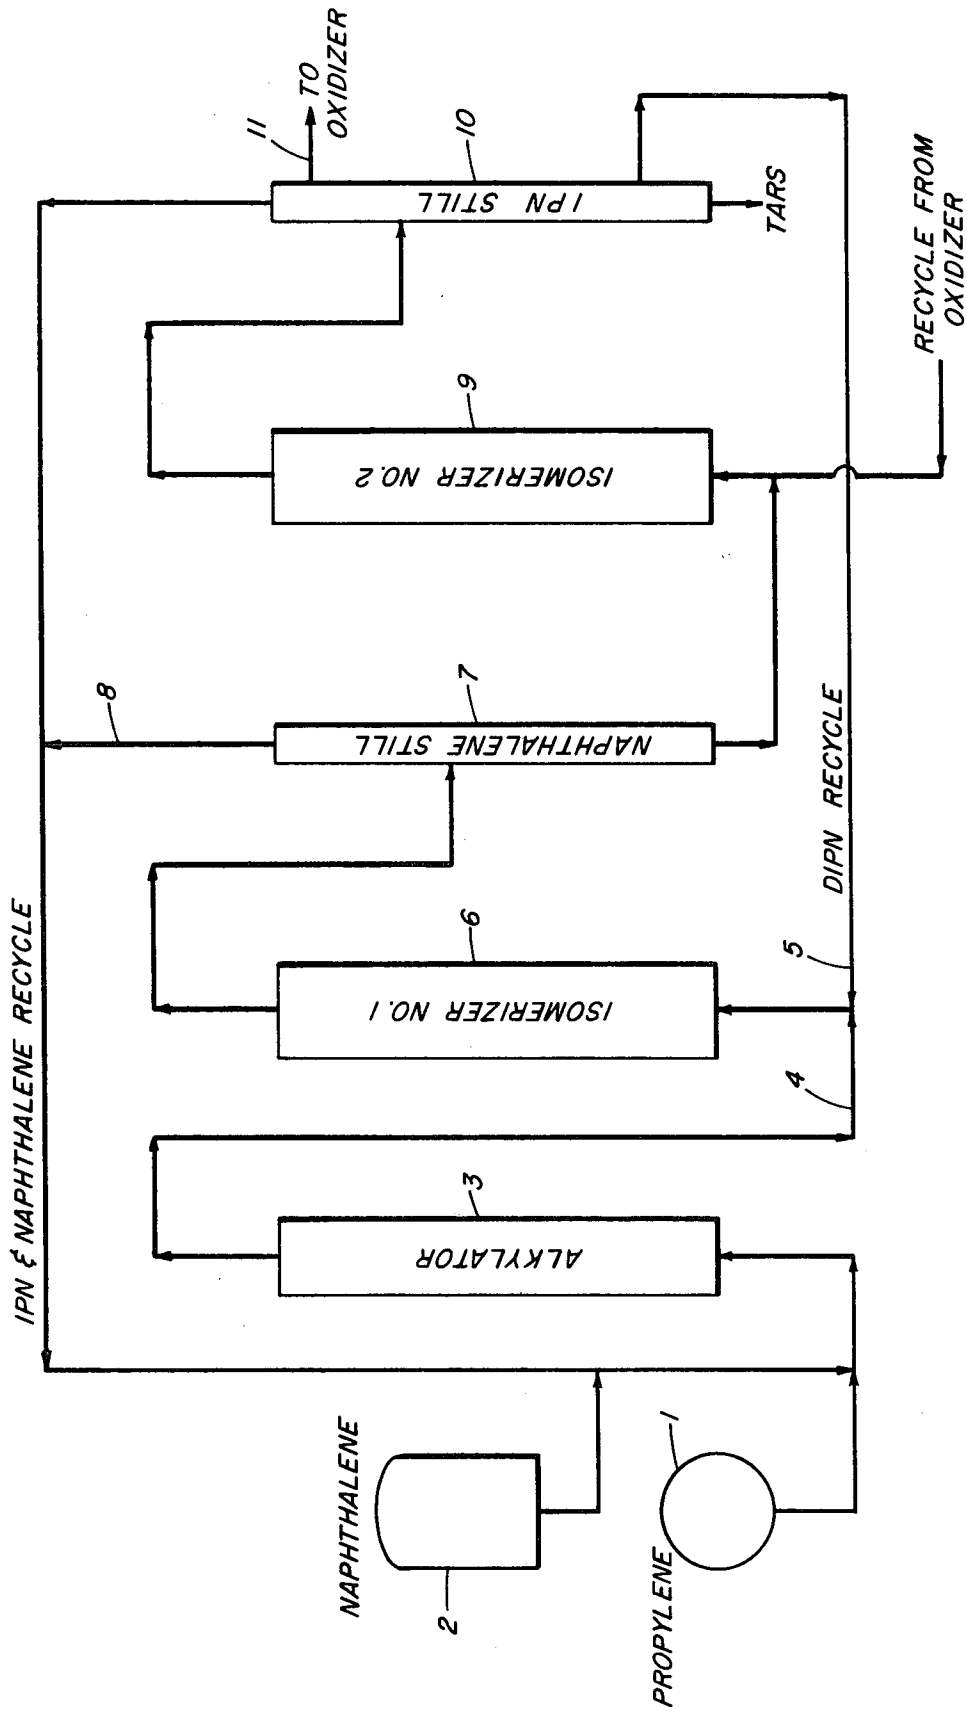 IPN & NAPHTHALENE RECYCLE
8
11
TO
OXIDIZER
NAPHTHALENE
2
PROPYLENE
1
ALKYLATOR
3
4
ISOMERIZER NO. 1
6
5
NAPHTHALENE STILL
7
DIPN RECYCLE
ISOMERIZER NO. 2
9
IPN STILL
10
TARS
RECYCLE FROM
OXIDIZER